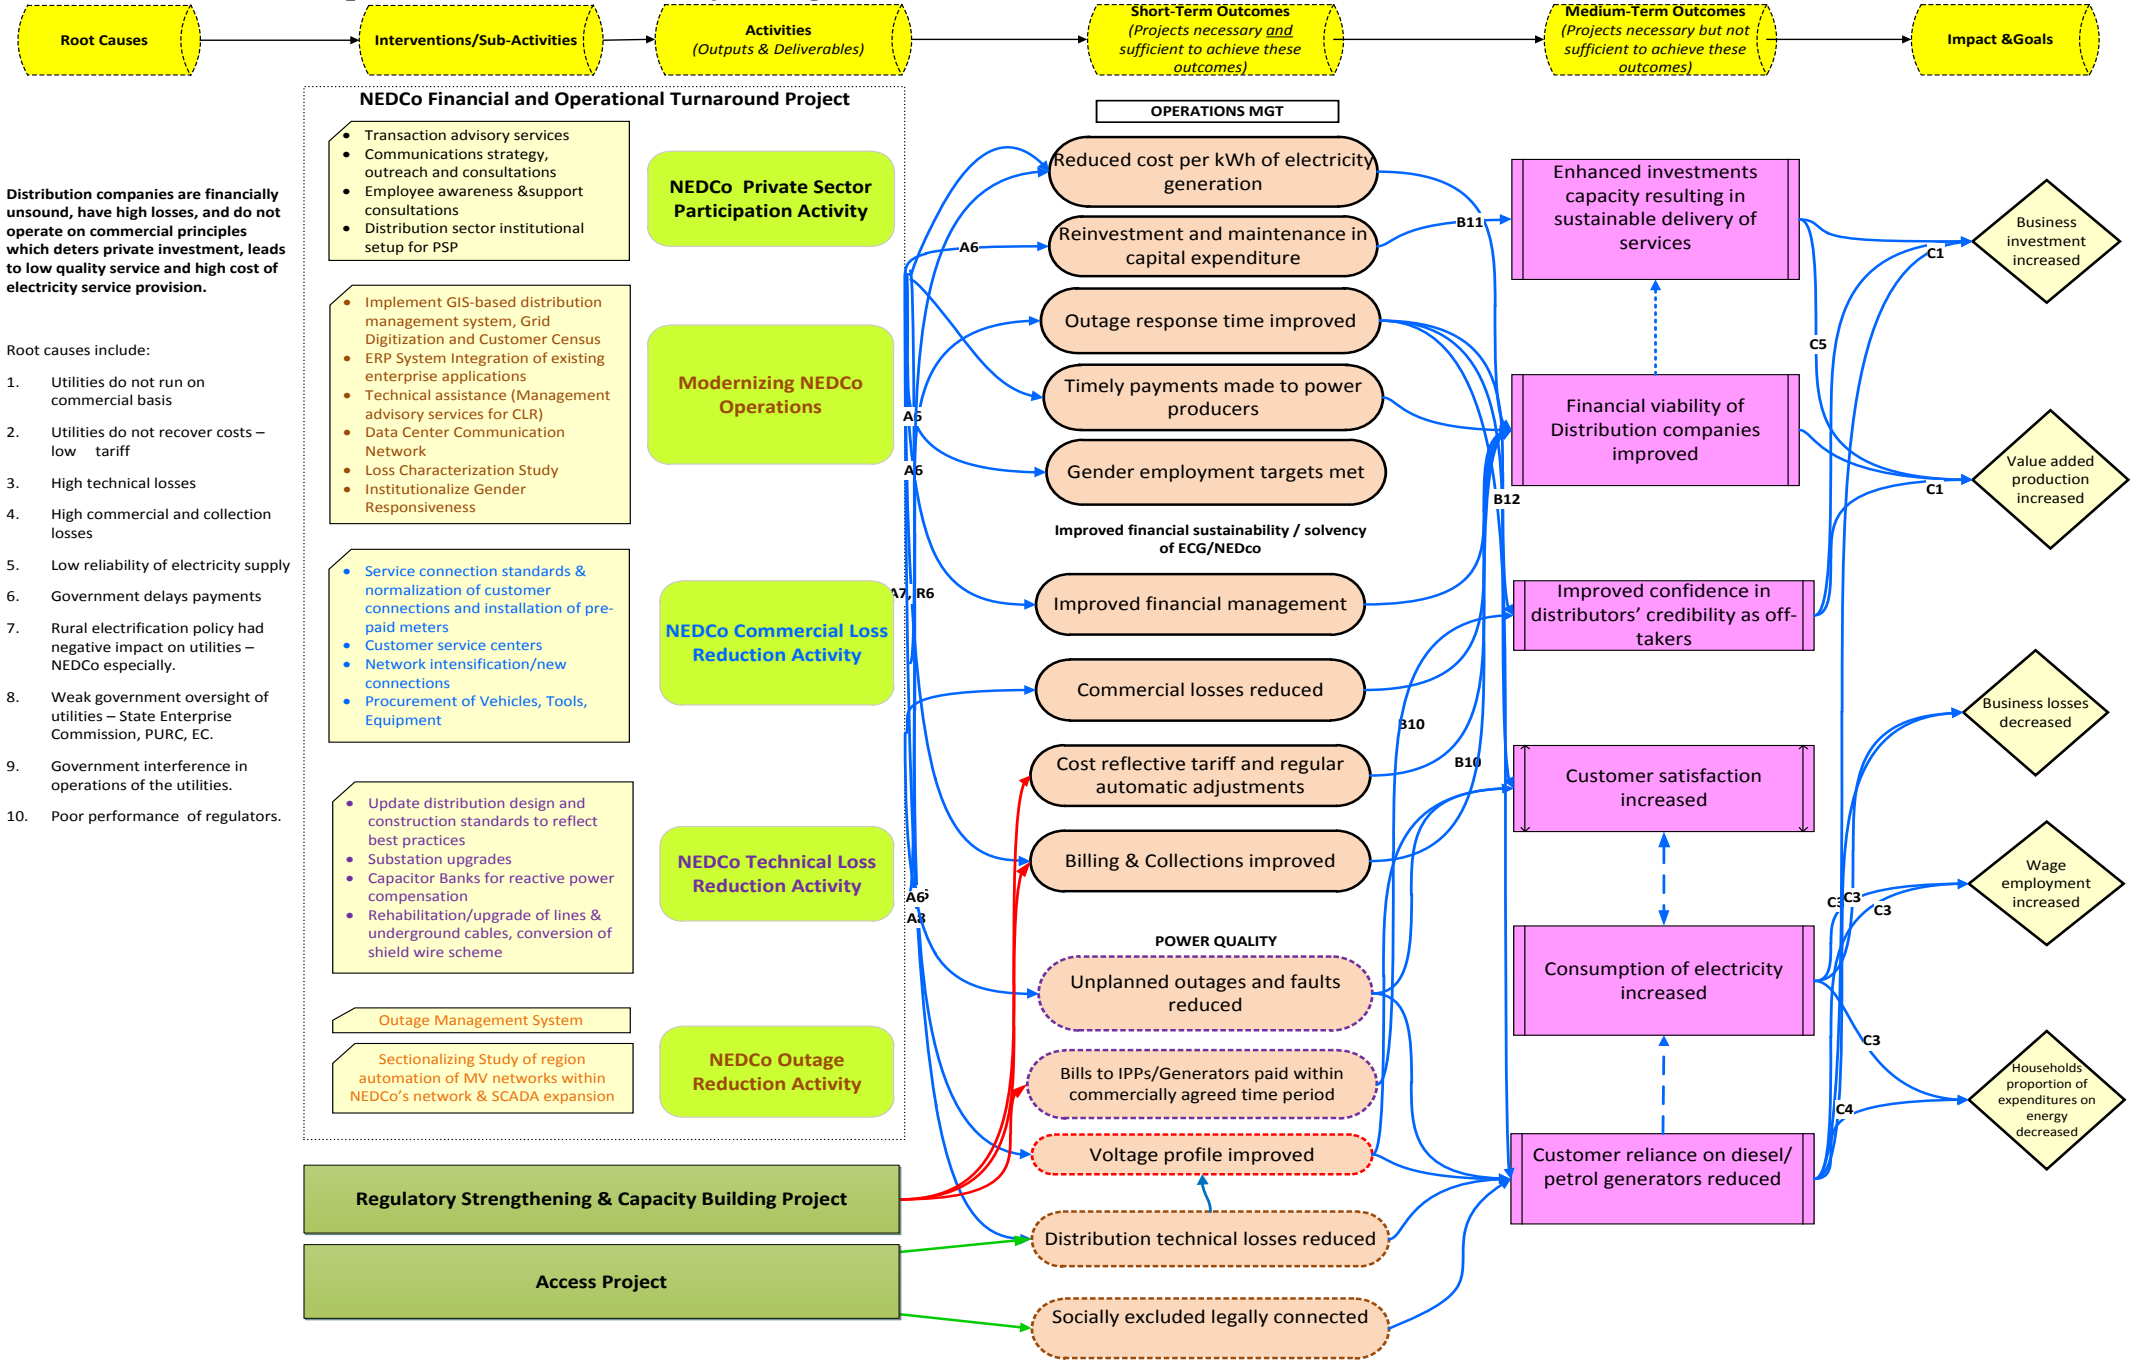 Root Causes
Interventions/Sub-Activities
Activities
(Outputs & Deliverables)
Short-Term Outcomes
(Projects necessary and
sufficient to achieve these
outcomes)
Medium-Term Outcomes
(Projects necessary but not
sufficient to achieve these
outcomes)
Impact &Goals
Distribution companies are financially
unsound, have high losses, and do not
operate on commercial principles
which deters private investment, leads
to low quality service and high cost of
electricity service provision.
Root causes include:
1. Utilities do not run on
commercial basis
2. Utilities do not recover costs –
low tariff
3. High technical losses
4. High commercial and collection
losses
5. Low reliability of electricity supply
6. Government delays payments
7. Rural electrification policy had
negative impact on utilities –
NEDCo especially.
8. Weak government oversight of
utilities – State Enterprise
Commission, PURC, EC.
9. Government interference in
operations of the utilities.
10. Poor performance of regulators.
NEDCo Financial and Operational Turnaround Project
• Transaction advisory services
• Communications strategy,
outreach and consultations
• Employee awareness &support
consultations
• Distribution sector institutional
setup for PSP
• Implement GIS-based distribution
management system, Grid
Digitization and Customer Census
• ERP System Integration of existing
enterprise applications
• Technical assistance (Management
advisory services for CLR)
• Data Center Communication
Network
• Loss Characterization Study
• Institutionalize Gender
Responsiveness
• Service connection standards &
normalization of customer
connections and installation of pre-
paid meters
• Customer service centers
• Network intensification/new
connections
• Procurement of Vehicles, Tools,
Equipment
• Update distribution design and
construction standards to reflect
best practices
• Substation upgrades
• Capacitor Banks for reactive power
compensation
• Rehabilitation/upgrade of lines &
underground cables, conversion of
shield wire scheme
Outage Management System
Sectionalizing Study of region
automation of MV networks within
NEDCo's network & SCADA expansion
NEDCo Private Sector
Participation Activity
Modernizing NEDCo
Operations
NEDCo Commercial Loss
Reduction Activity
NEDCo Technical Loss
Reduction Activity
NEDCo Outage
Reduction Activity
Regulatory Strengthening & Capacity Building Project
Access Project
A6
A6
A6
A7, R6
A6
A8
OPERATIONS MGT
Reduced cost per kWh of electricity
generation
Reinvestment and maintenance in
capital expenditure
Outage response time improved
Timely payments made to power
producers
Gender employment targets met
Improved financial sustainability / solvency
of ECG/NEDco
Improved financial management
Commercial losses reduced
Cost reflective tariff and regular
automatic adjustments
Billing & Collections improved
POWER QUALITY
Unplanned outages and faults
reduced
Bills to IPPs/Generators paid within
commercially agreed time period
Voltage profile improved
Distribution technical losses reduced
Socially excluded legally connected
B11
B12
B10
B10
Enhanced investments
capacity resulting in
sustainable delivery of
services
Financial viability of
Distribution companies
improved
Improved confidence in
distributors' credibility as off-
takers
Customer satisfaction
increased
Consumption of electricity
increased
Customer reliance on diesel/
petrol generators reduced
C1
C5
C1
C3
C3
C3
C3
C4
Business
investment
increased
Value added
production
increased
Business losses
decreased
Wage
employment
increased
Households
proportion of
expenditures on
energy
decreased